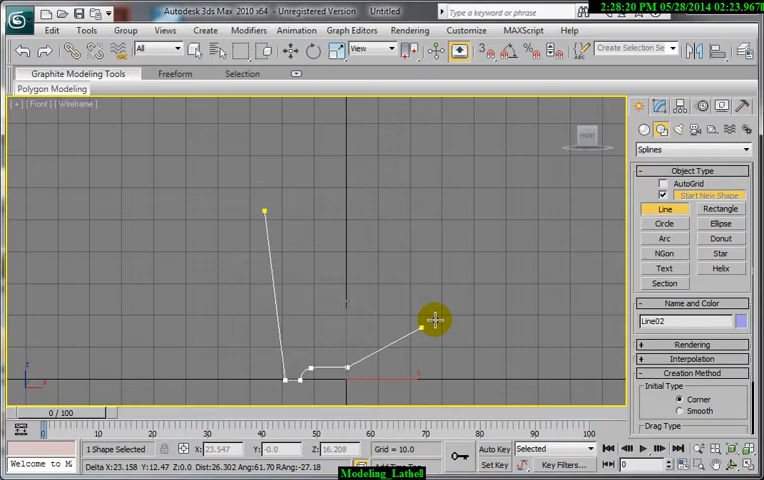 2:28:20 PM 05/28/2014 02:23.967
Autodesk 3ds Max 2010 x64 - Unregistered Version Untitled
Type a keyword or phrase
Edit Tools Group Views Create Modifiers Animation Graph Editors Rendering Customize MAXScript Help
All View Create Selection Se
Graphite Modeling Tools Freeform Selection
Polygon Modeling
[ + ] [ Front ] [ Wireframe ]
FRONT
Splines
- Object Type
AutoGrid
Start New Shape
Line Rectangle
Circle Ellipse
Arc Donut
NGon Star
Text Helix
Section
- Name and Color
Line02
+ Rendering
+ Interpolation
- Creation Method
Initial Type
Corner
Smooth
Drag Type
z
x
x
0 / 100
0 10 20 30 40 50 60 70 80 90 100
1 Shape Selected X: 23.547 Y: -0.0 Z: 16.208 Grid = 10.0 Auto Key Selected
Welcome to M Delta X:23.158 Y:12.47 Z:0.0 Dist:26.302 Ang:61.70 RAng:-27.18 Set Key Key Filters... 0
Modeling_Lathe